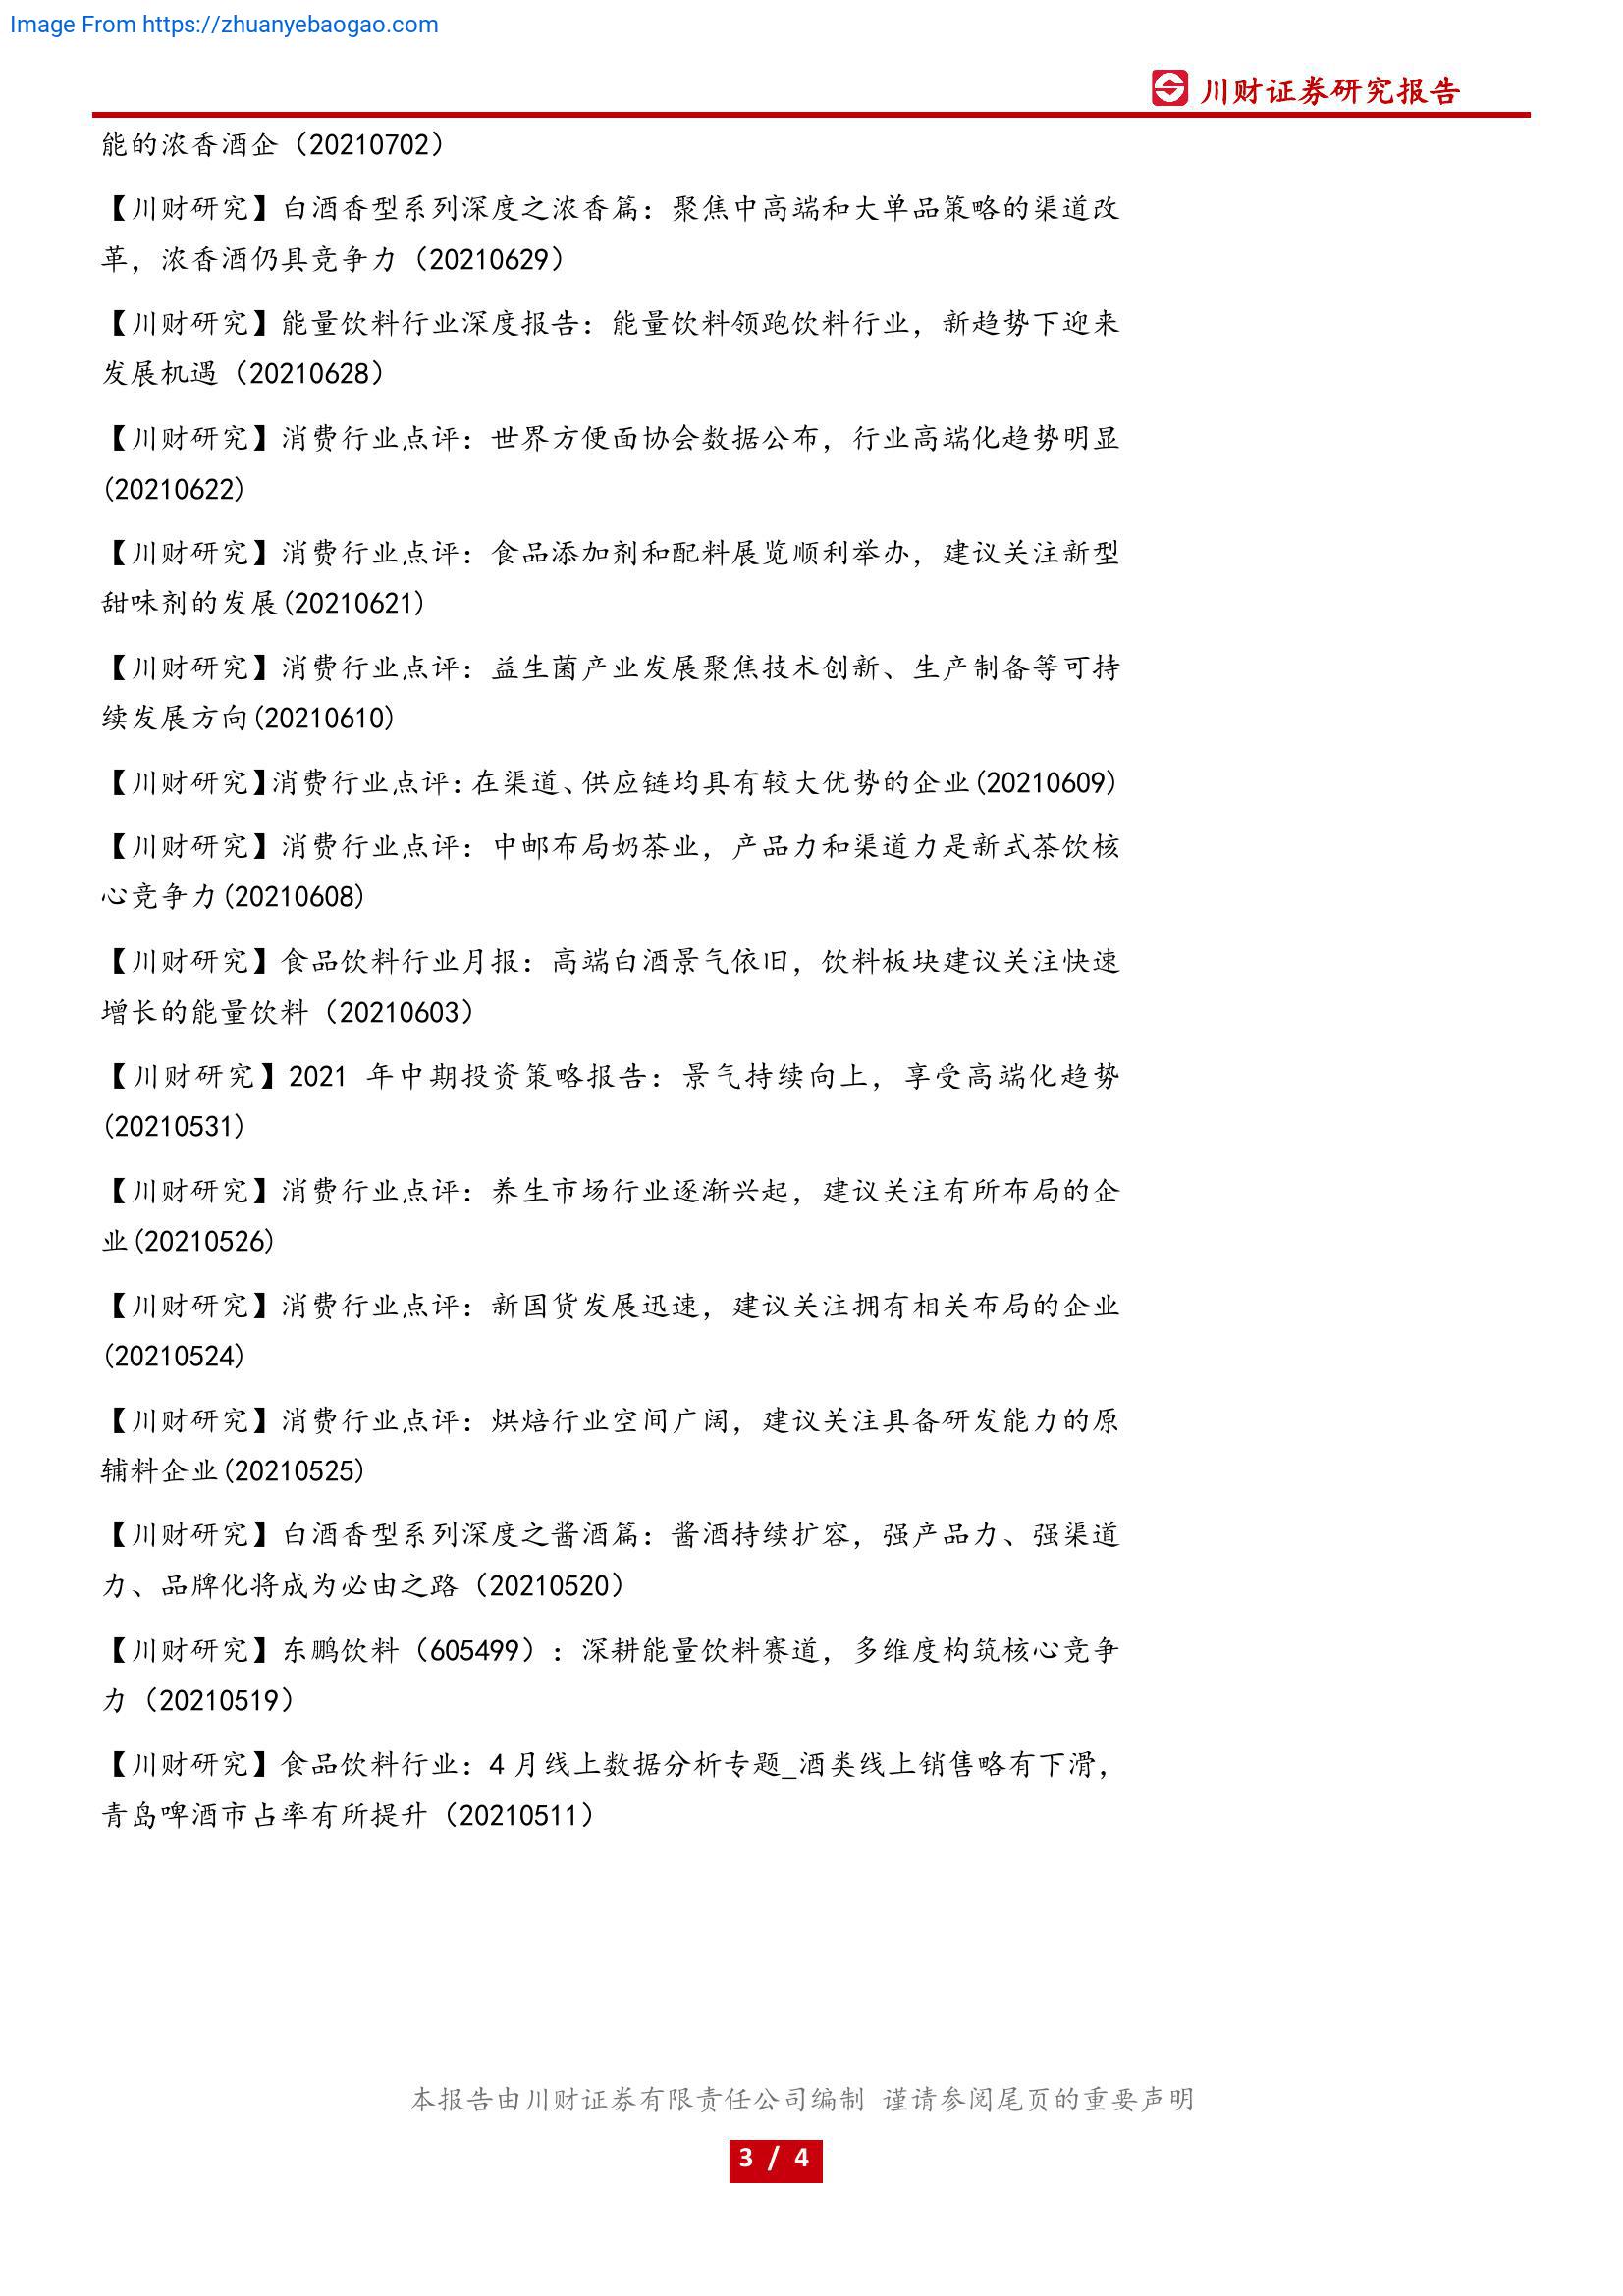 Image From https://zhuanyebaogao.com
川财证券研究报告
能的浓香酒企（20210702）
【川财研究】白酒香型系列深度之浓香篇：聚焦中高端和大单品策略的渠道改
革，浓香酒仍具竞争力（20210629）
【川财研究】能量饮料行业深度报告：能量饮料领跑饮料行业，新趋势下迎来
发展机遇（20210628）
【川财研究】消费行业点评：世界方便面协会数据公布，行业高端化趋势明显
(20210622)
【川财研究】消费行业点评：食品添加剂和配料展览顺利举办，建议关注新型
甜味剂的发展(20210621)
【川财研究】消费行业点评：益生菌产业发展聚焦技术创新、生产制备等可持
续发展方向(20210610)
【川财研究】消费行业点评：在渠道、供应链均具有较大优势的企业(20210609)
【川财研究】消费行业点评：中邮布局奶茶业，产品力和渠道力是新式茶饮核
心竞争力(20210608)
【川财研究】食品饮料行业月报：高端白酒景气依旧，饮料板块建议关注快速
增长的能量饮料（20210603）
【川财研究】2021 年中期投资策略报告：景气持续向上，享受高端化趋势
(20210531)
【川财研究】消费行业点评：养生市场行业逐渐兴起，建议关注有所布局的企
业(20210526)
【川财研究】消费行业点评：新国货发展迅速，建议关注拥有相关布局的企业
(20210524)
【川财研究】消费行业点评：烘焙行业空间广阔，建议关注具备研发能力的原
辅料企业(20210525)
【川财研究】白酒香型系列深度之酱酒篇：酱酒持续扩容，强产品力、强渠道
力、品牌化将成为必由之路（20210520）
【川财研究】东鹏饮料（605499）：深耕能量饮料赛道，多维度构筑核心竞争
力（20210519）
【川财研究】食品饮料行业：4 月线上数据分析专题_酒类线上销售略有下滑，
青岛啤酒市占率有所提升（20210511）
本报告由川财证券有限责任公司编制 谨请参阅尾页的重要声明
3 / 4